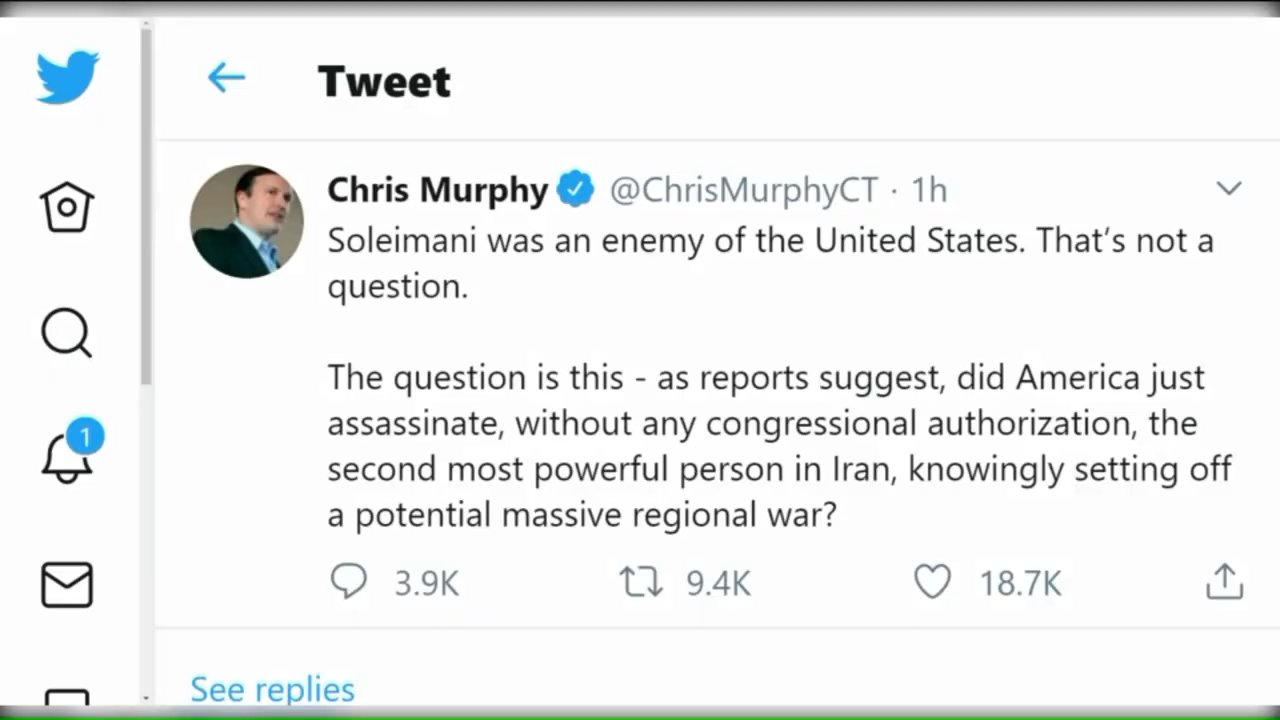 Tweet
Chris Murphy @ChrisMurphyCT · 1h
Soleimani was an enemy of the United States. That’s not a
question.
The question is this - as reports suggest, did America just
assassinate, without any congressional authorization, the
second most powerful person in Iran, knowingly setting off
a potential massive regional war?
1
3.9K 9.4K 18.7K
See replies